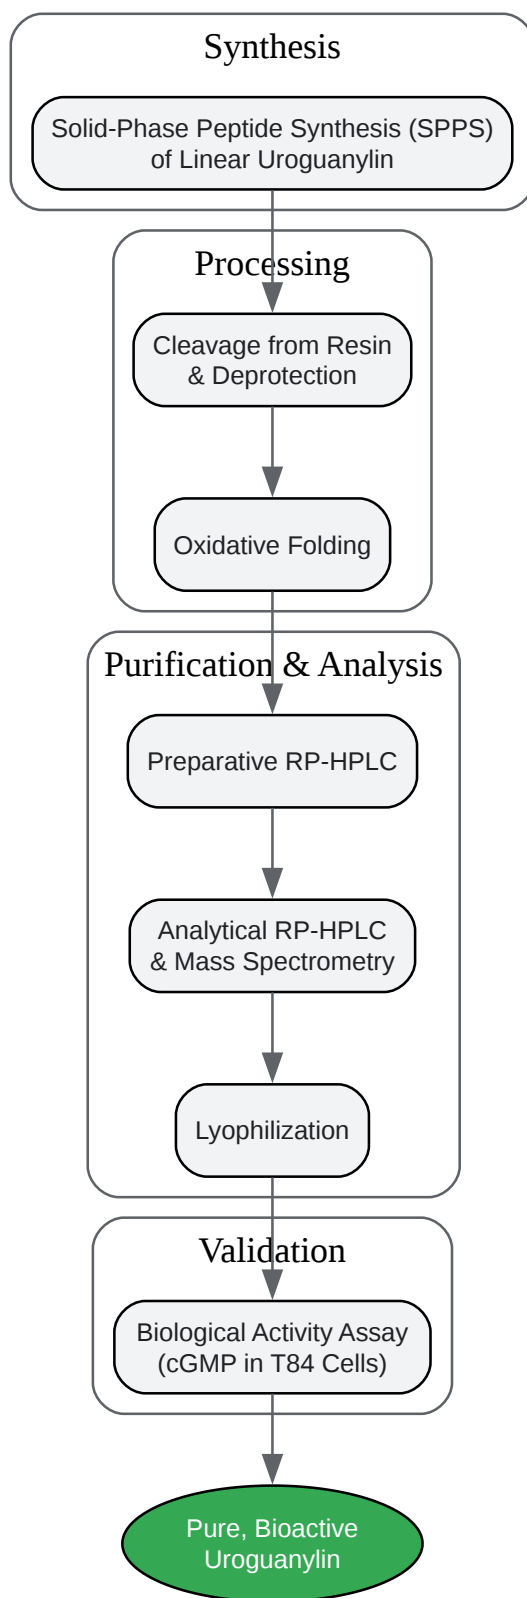 Synthesis
Solid-Phase Peptide Synthesis (SPPS)
of Linear Uroguanylin
Processing
Cleavage from Resin
& Deprotection
Oxidative Folding
Purification & Analysis
Preparative RP-HPLC
Analytical RP-HPLC
& Mass Spectrometry
Lyophilization
Validation
Biological Activity Assay
(cGMP in T84 Cells)
Pure, Bioactive
Uroguanylin